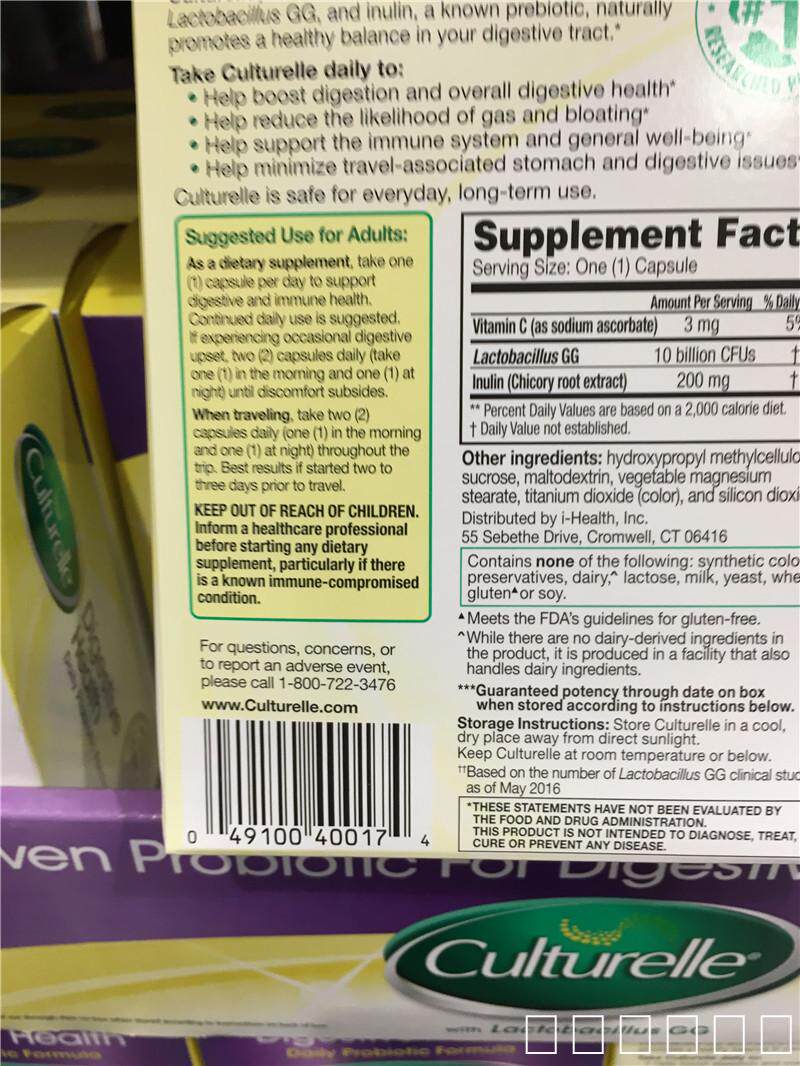 Lactobacillus GG, and inulin, a known prebiotic, naturally
promotes a healthy balance in your digestive tract.*
#1
RESEARCHED P
Take Culturelle daily to:
• Help boost digestion and overall digestive health*
• Help reduce the likelihood of gas and bloating*
• Help support the immune system and general well-being*
• Help minimize travel-associated stomach and digestive issues*
Culturelle is safe for everyday, long-term use.
Suggested Use for Adults:
As a dietary supplement, take one
(1) capsule per day to support
digestive and immune health.
Continued daily use is suggested.
If experiencing occasional digestive
upset, two (2) capsules daily (take
one (1) in the morning and one (1) at
night) until discomfort subsides.
When traveling, take two (2)
capsules daily (one (1) in the morning
and one (1) at night) throughout the
trip. Best results if started two to
three days prior to travel.
KEEP OUT OF REACH OF CHILDREN.
Inform a healthcare professional
before starting any dietary
supplement, particularly if there
is a known immune-compromised
condition.
For questions, concerns, or
to report an adverse event,
please call 1-800-722-3476
www.Culturelle.com
0 49100 40017 4
Supplement Fact
Serving Size: One (1) Capsule
Amount Per Serving % Daily
Vitamin C (as sodium ascorbate) 3 mg 5%
Lactobacillus GG 10 billion CFUs †
Inulin (Chicory root extract) 200 mg †
** Percent Daily Values are based on a 2,000 calorie diet.
† Daily Value not established.
Other ingredients: hydroxypropyl methylcellulo
sucrose, maltodextrin, vegetable magnesium
stearate, titanium dioxide (color), and silicon dioxi
Distributed by i-Health, Inc.
55 Sebethe Drive, Cromwell, CT 06416
Contains none of the following: synthetic colo
preservatives, dairy,^ lactose, milk, yeast, whe
gluten▲or soy.
▲Meets the FDA's guidelines for gluten-free.
^While there are no dairy-derived ingredients in
the product, it is produced in a facility that also
handles dairy ingredients.
***Guaranteed potency through date on box
when stored according to instructions below.
Storage Instructions: Store Culturelle in a cool,
dry place away from direct sunlight.
Keep Culturelle at room temperature or below.
††Based on the number of Lactobacillus GG clinical stud
as of May 2016
*THESE STATEMENTS HAVE NOT BEEN EVALUATED BY
THE FOOD AND DRUG ADMINISTRATION.
THIS PRODUCT IS NOT INTENDED TO DIAGNOSE, TREAT,
CURE OR PREVENT ANY DISEASE.
Culturelle
Digestive
Health
ven Probiotic For Digestiv
Culturelle®
with Lactobacillus GG
Health
ic Formula
Daily Probiotic Formula